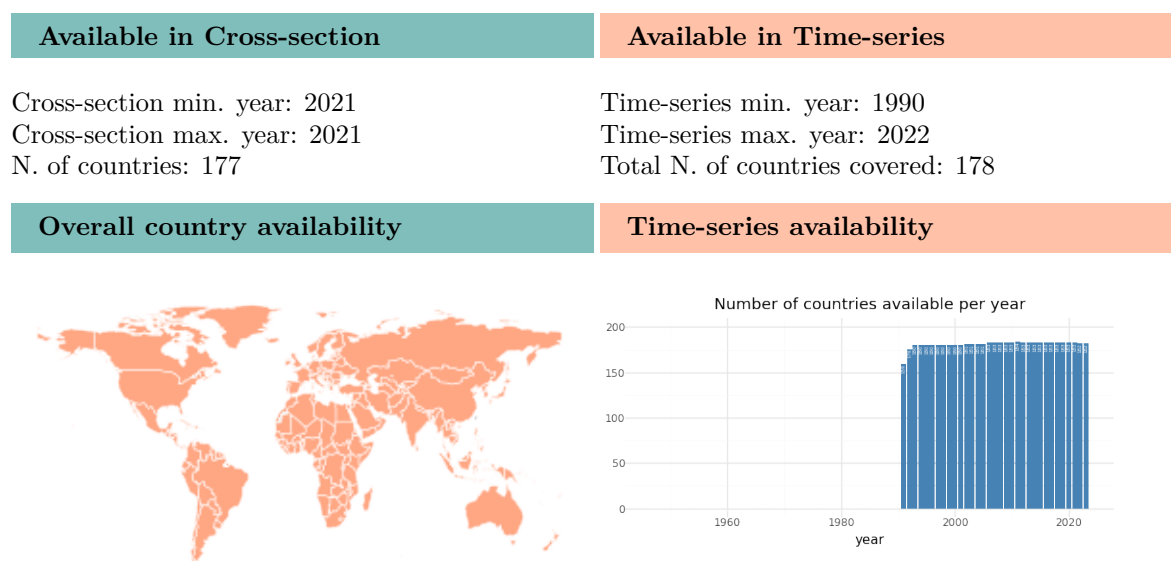 Available in Cross-section
Cross-section min. year: 2021
Cross-section max. year: 2021
N. of countries: 177
Available in Time-series
Time-series min. year: 1990
Time-series max. year: 2022
Total N. of countries covered: 178
Overall country availability
Time-series availability
Number of countries available per year
200
150
100
50
0
1960 1980 2000 2020
year